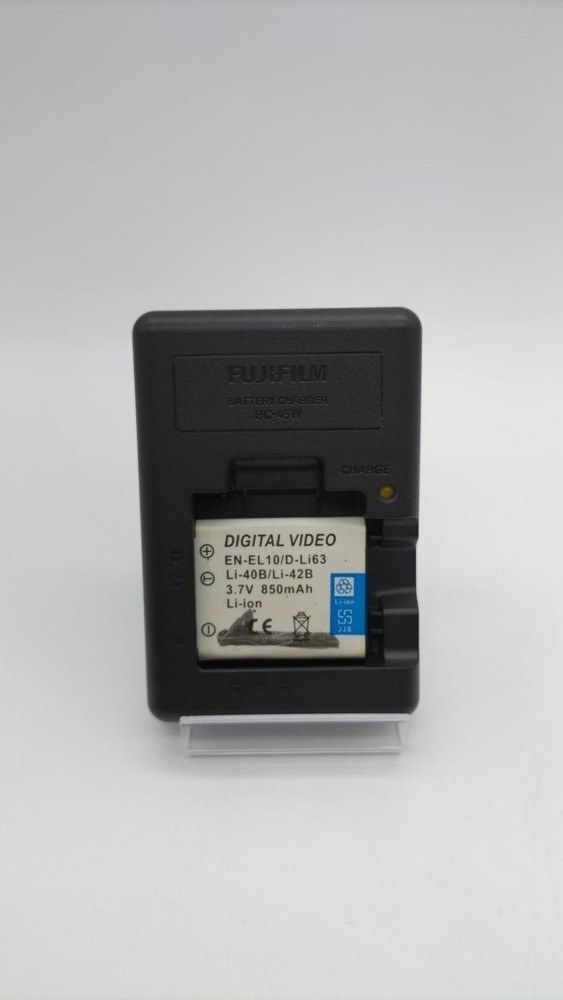 FUJIFILM
BATTERY CHARGER
BC-45W
CHARGE
DIGITAL VIDEO
EN-EL10/D-Li63
Li-40B/Li-42B
3.7V 850mAh
Li-ion
Li-ion
CE
JJS